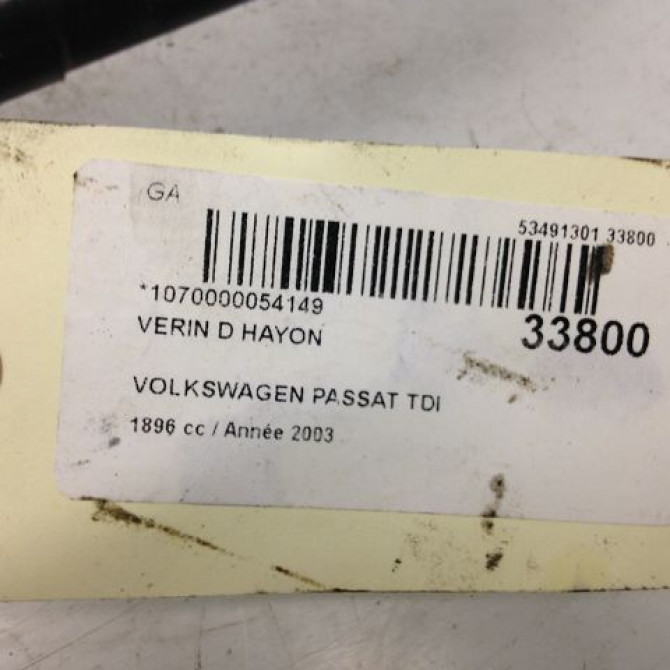 GA
53491301 33800
*1070000054149
33800
VERIN D HAYON
VOLKSWAGEN PASSAT TDI
1896 cc / Année 2003